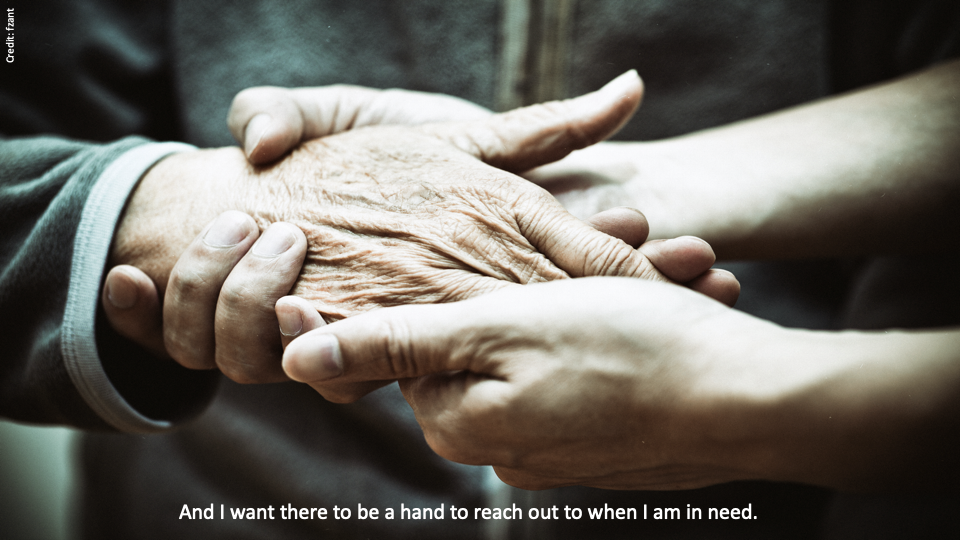 Credit: fzant
And I want there to be a hand to reach out to when I am in need.